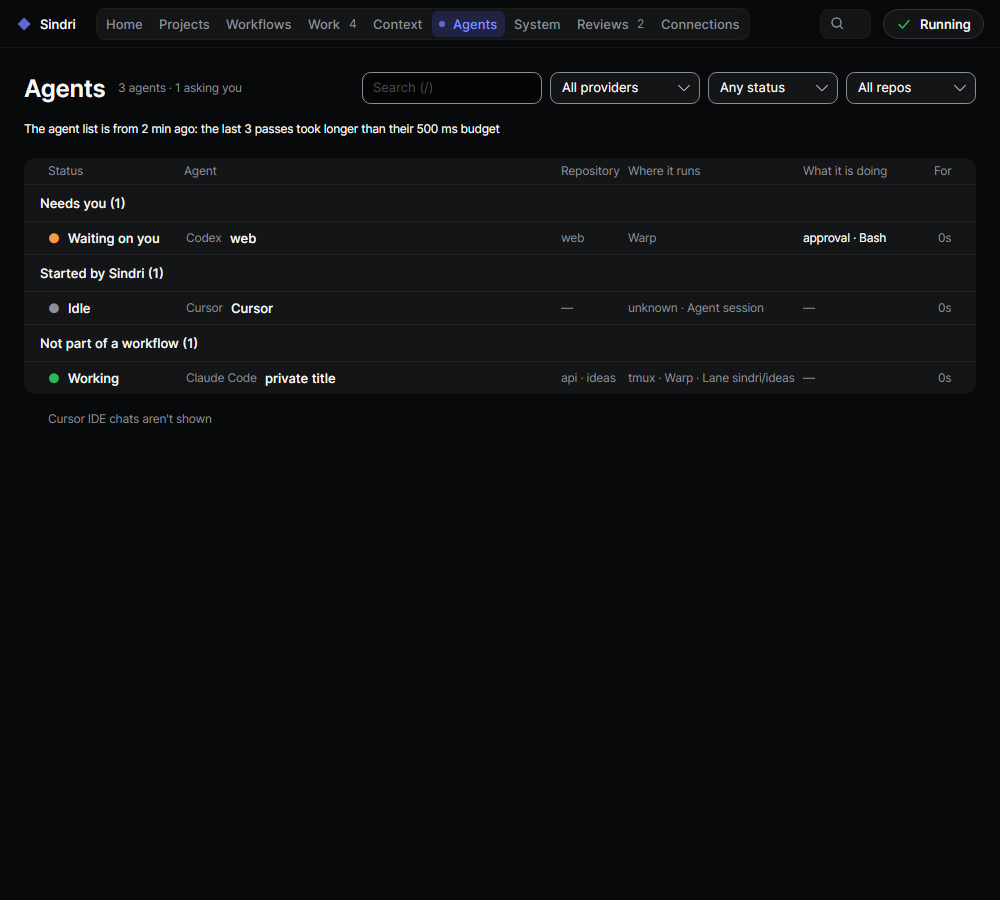 Sindri Home Projects Workflows Work 4 Context Agents System Reviews 2 Connections Running
Agents 3 agents · 1 asking you Search (/) All providers Any status All repos
The agent list is from 2 min ago: the last 3 passes took longer than their 500 ms budget
Status Agent Repository Where it runs What it is doing For
Needs you (1)
Waiting on you Codex web web Warp approval · Bash 0s
Started by Sindri (1)
Idle Cursor Cursor — unknown · Agent session — 0s
Not part of a workflow (1)
Working Claude Code private title api · ideas tmux · Warp · Lane sindri/ideas — 0s
Cursor IDE chats aren't shown